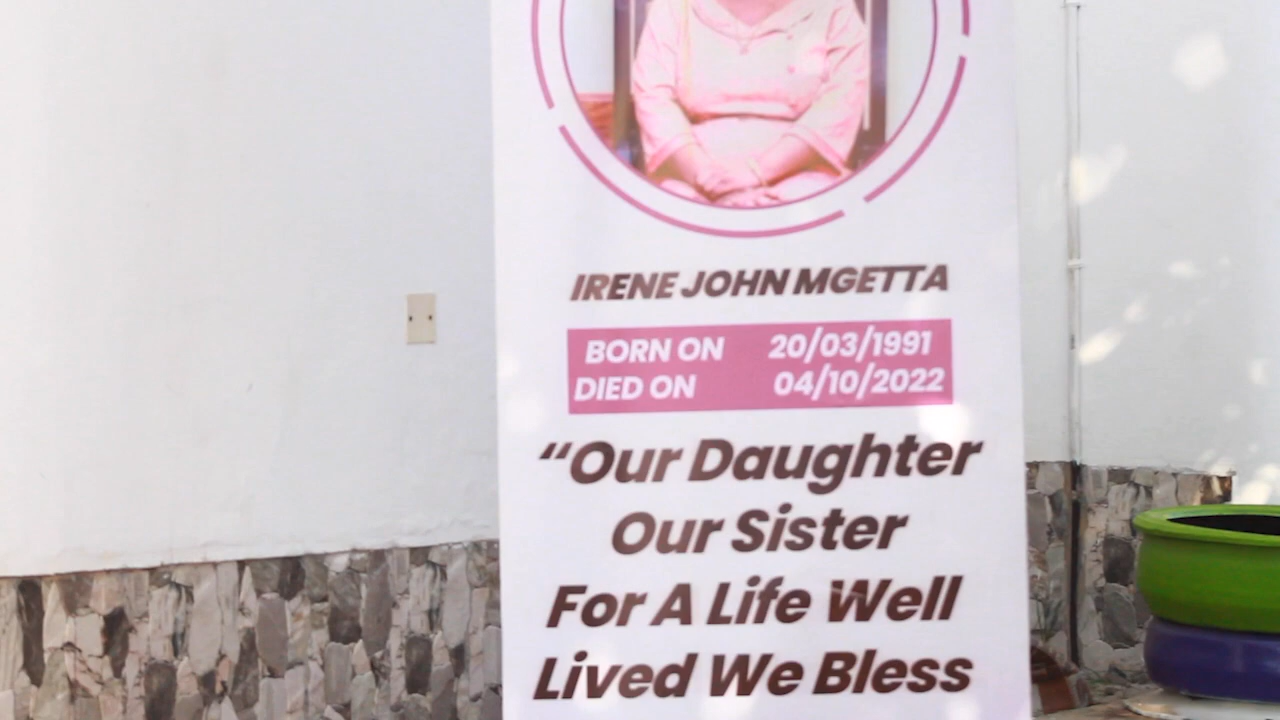 IRENE JOHN MGETTA
BORN ON 20/03/1991
DIED ON 04/10/2022
“Our Daughter
Our Sister
For A Life Well
Lived We Bless